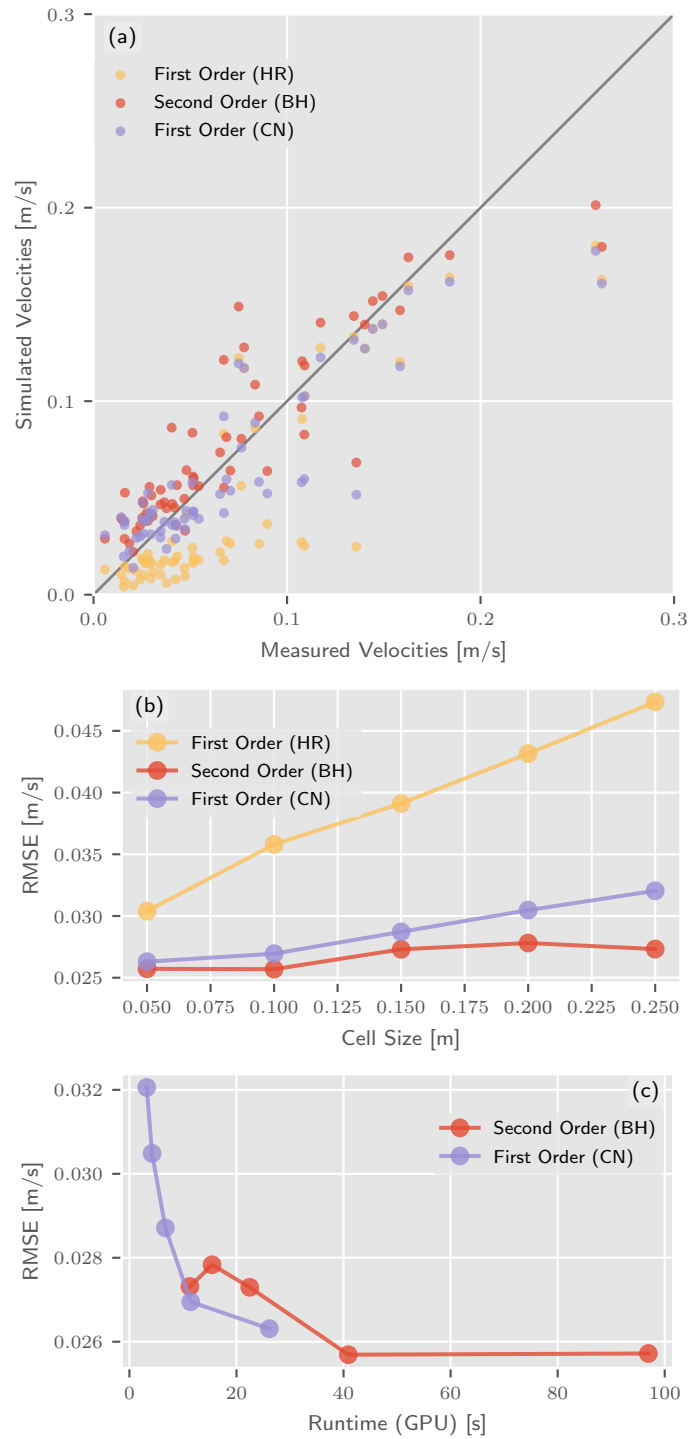 (a)
First Order (HR)
Second Order (BH)
First Order (CN)
0.3
0.2
0.1
0.0
Simulated Velocities [m/s]
0.0 0.1 0.2 0.3
Measured Velocities [m/s]
(b)
First Order (HR)
Second Order (BH)
First Order (CN)
0.045
0.040
0.035
0.030
0.025
RMSE [m/s]
0.050 0.075 0.100 0.125 0.150 0.175 0.200 0.225 0.250
Cell Size [m]
(c)
Second Order (BH)
First Order (CN)
0.032
0.030
0.028
0.026
RMSE [m/s]
0 20 40 60 80 100
Runtime (GPU) [s]